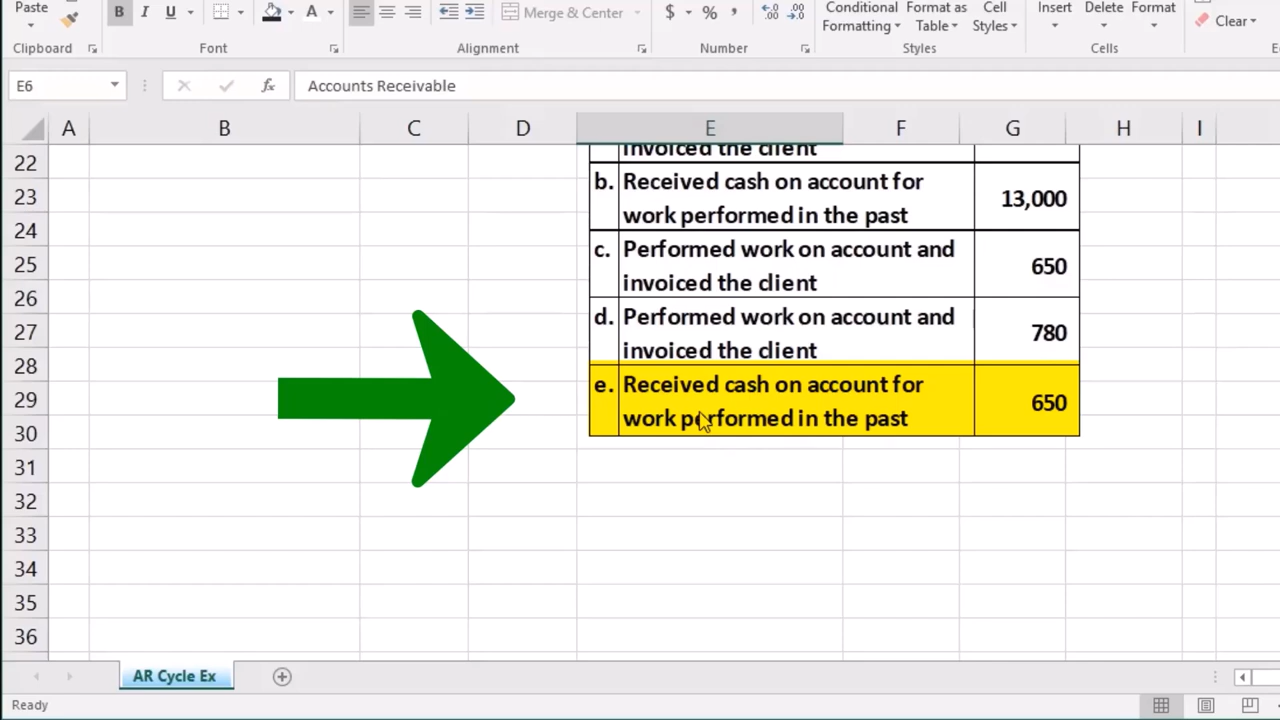 Paste
B I U A
Merge & Center
$ % ,
Conditional Format as Cell
Formatting Table Styles
Insert Delete Format
Clear
Clipboard Font Alignment Number Styles Cells
E6 fx Accounts Receivable
A B C D E F G H I
22 invoiced the client
23 b. Received cash on account for 13,000
work performed in the past
24
25 c. Performed work on account and 650
26 invoiced the client
27 d. Performed work on account and 780
28 invoiced the client
29 e. Received cash on account for 650
30 work performed in the past
31
32
33
34
35
36
AR Cycle Ex
Ready